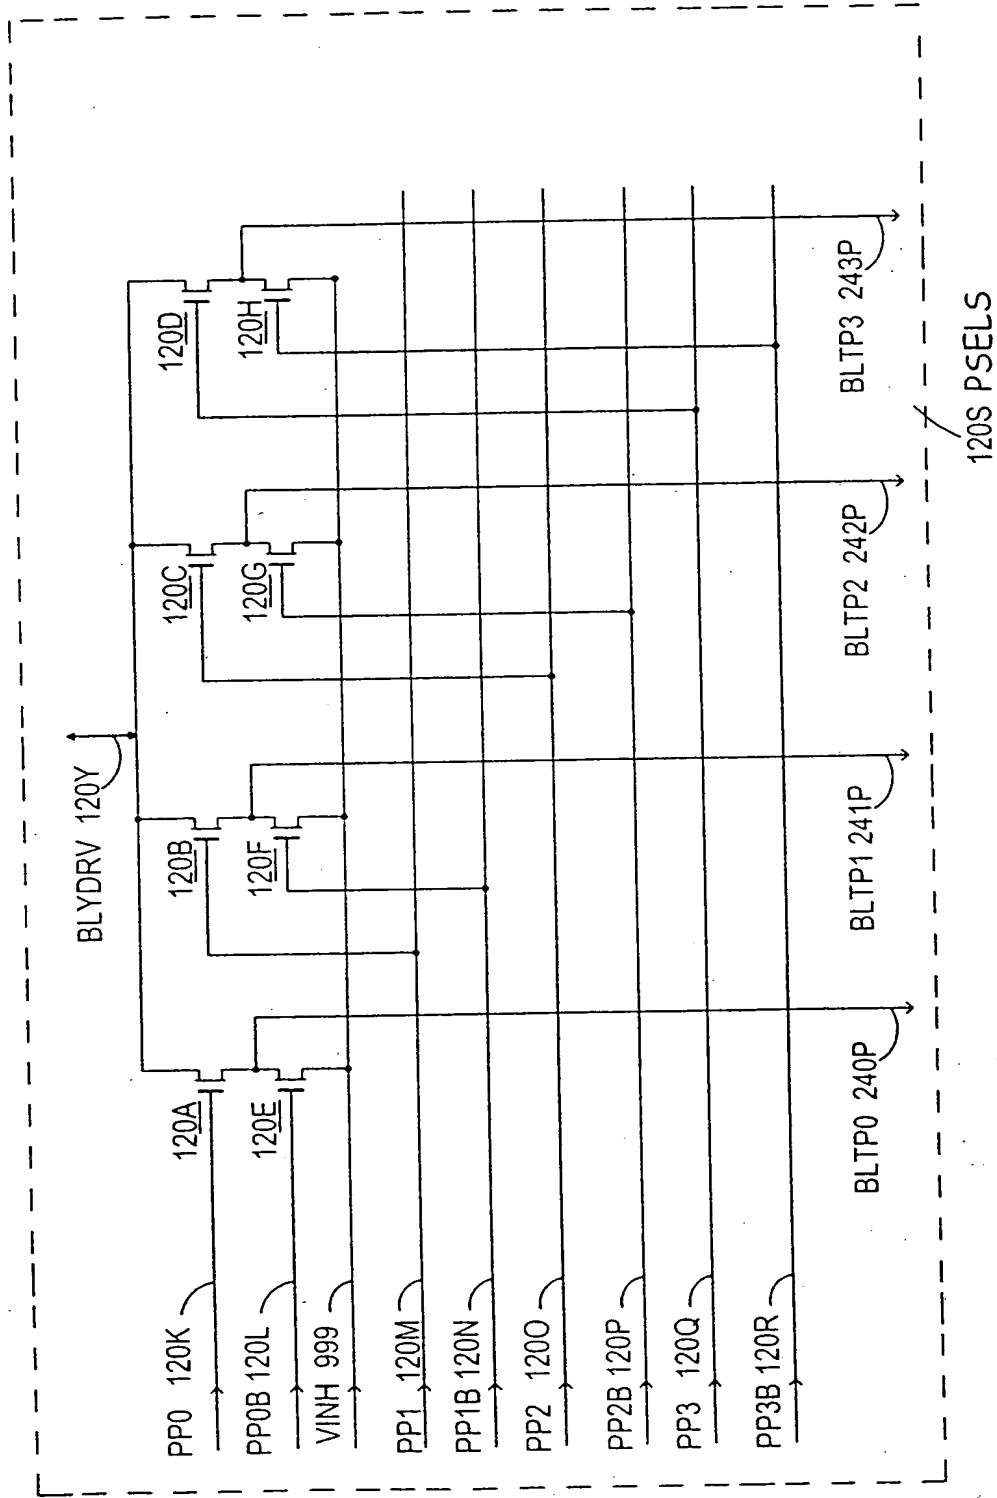 BLYDRV 120Y
120A
120B
120C
120D
120E
120F
120G
120H
PP0 120K
PP0B 120L
VINH 999
PP1 120M
PP1B 120N
PP2 120O
PP2B 120P
PP3 120Q
PP3B 120R
BLTP0 240P
BLTP1 241P
BLTP2 242P
BLTP3 243P
120S PSELS